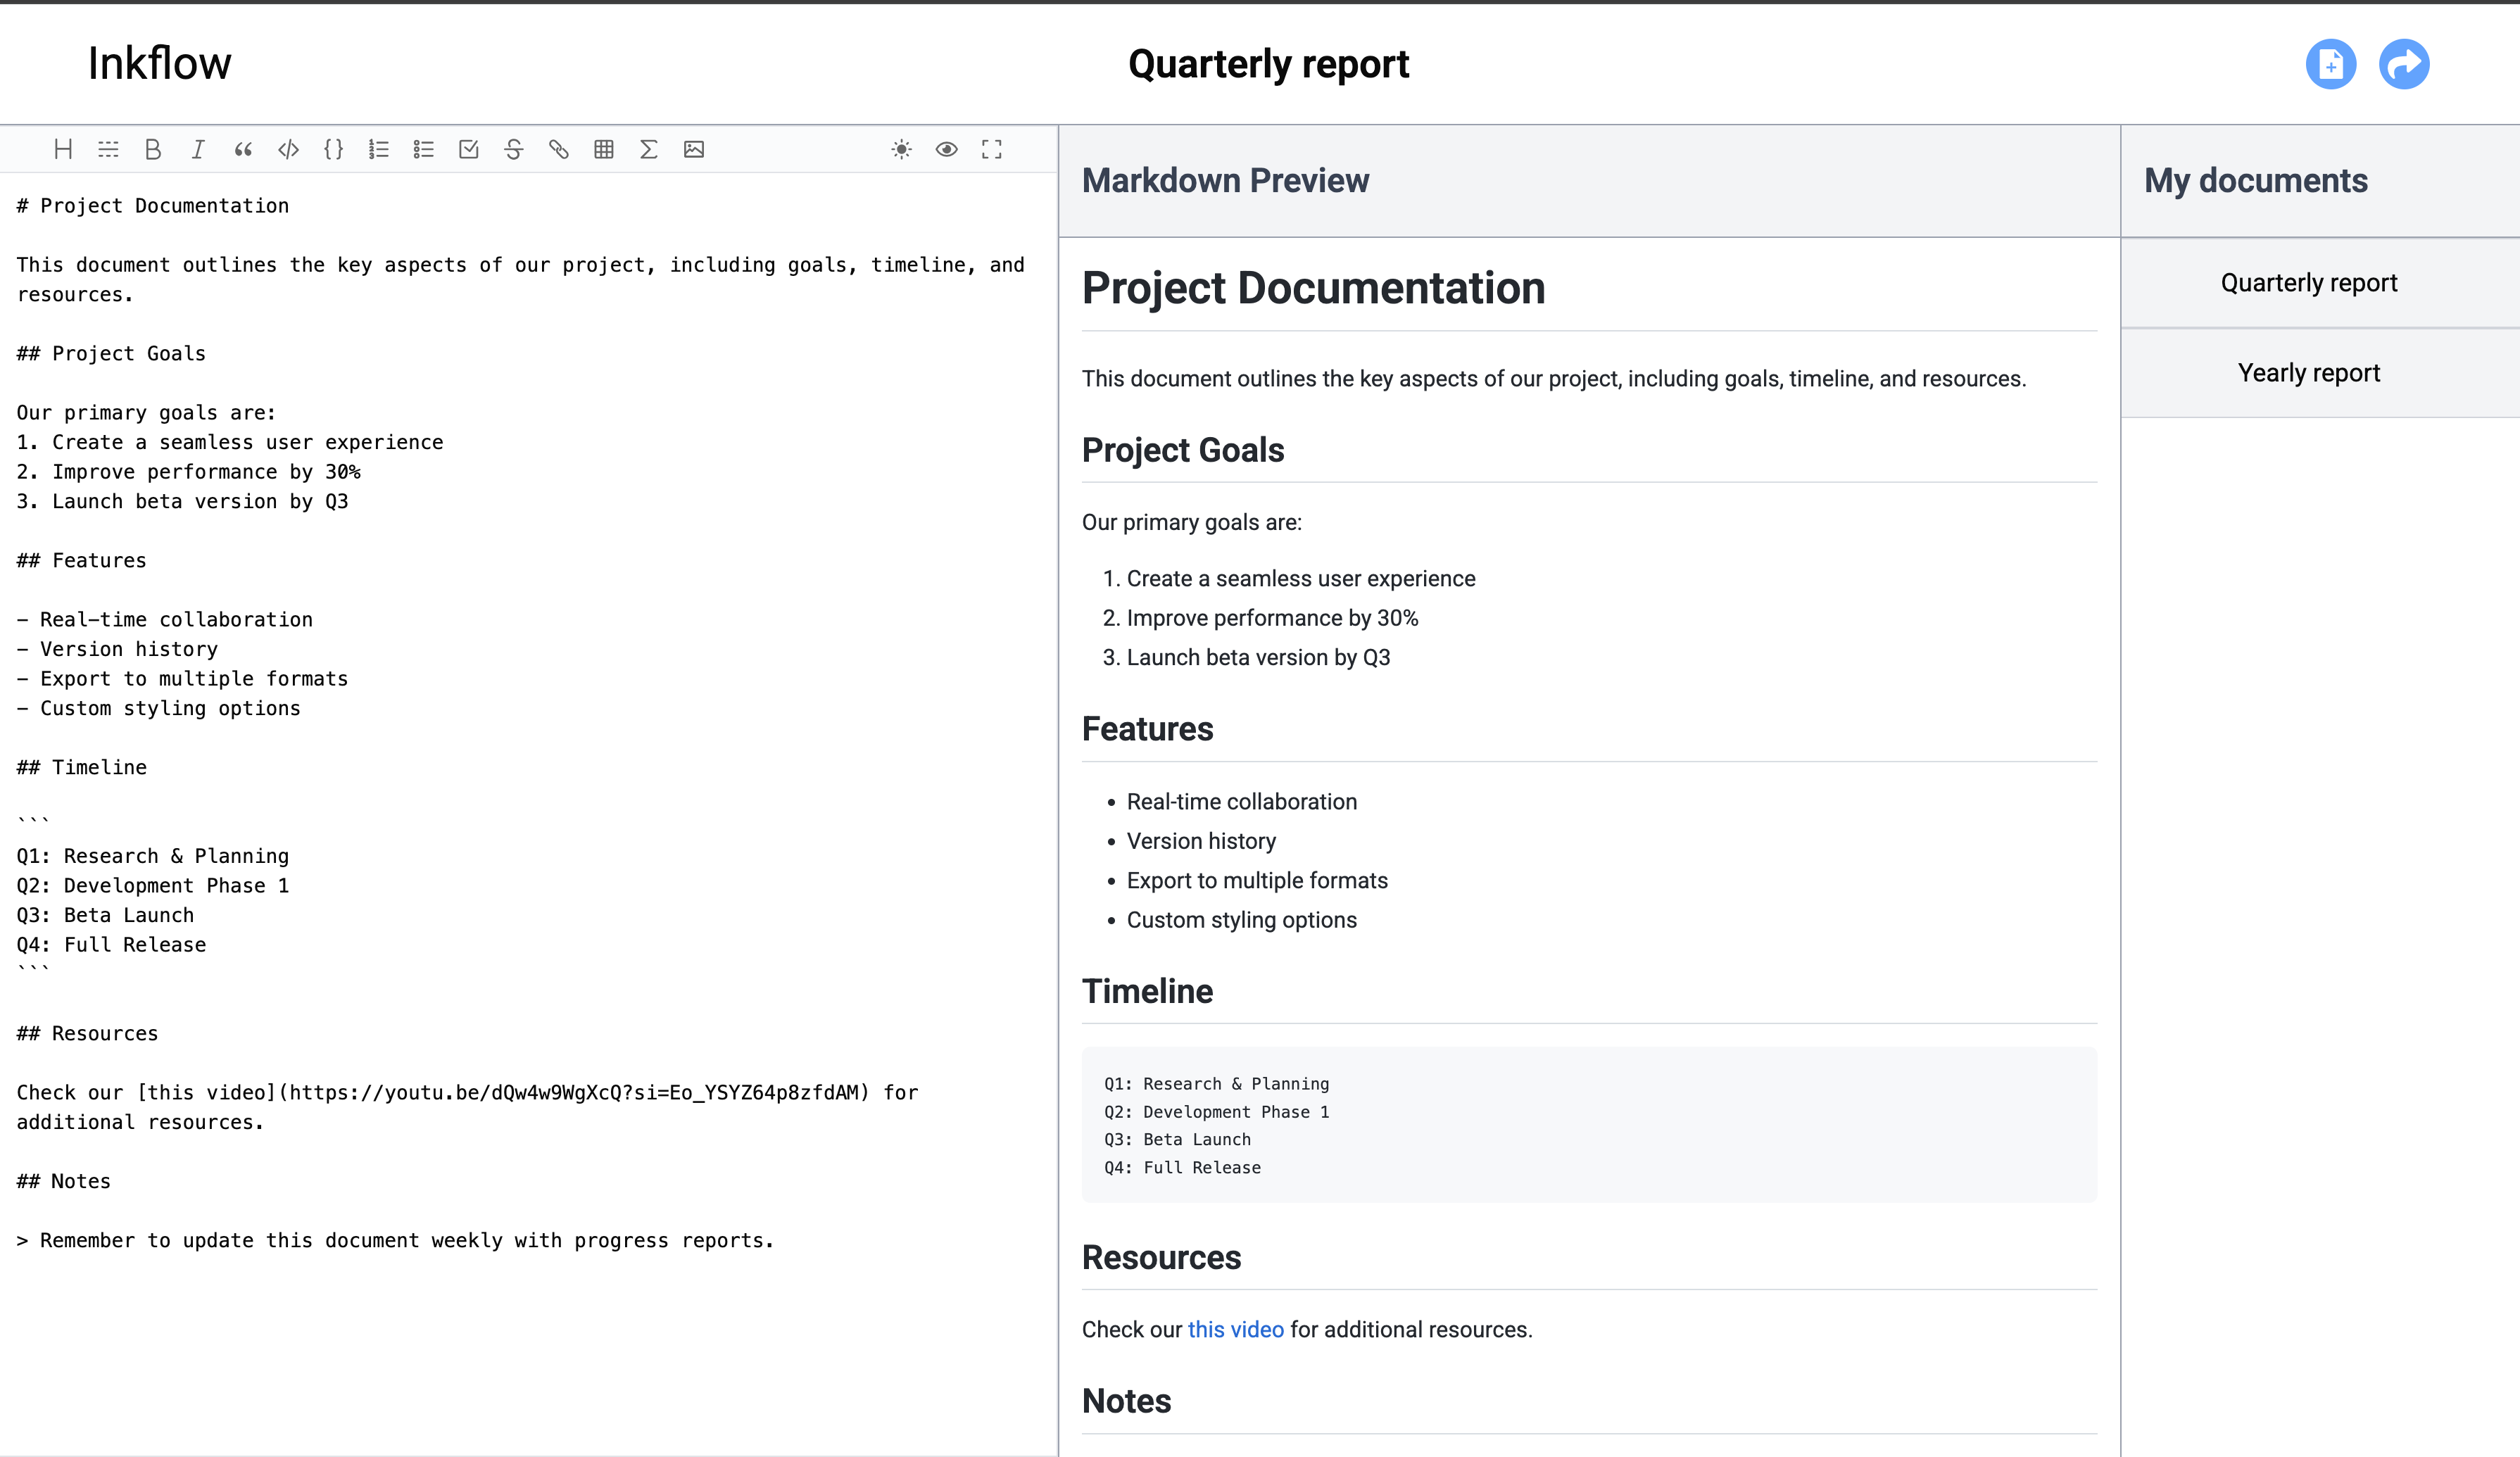 Inkflow
Quarterly report
# Project Documentation
This document outlines the key aspects of our project, including goals, timeline, and
resources.
## Project Goals
Our primary goals are:
1. Create a seamless user experience
2. Improve performance by 30%
3. Launch beta version by Q3
## Features
- Real-time collaboration
- Version history
- Export to multiple formats
- Custom styling options
## Timeline
```
Q1: Research & Planning
Q2: Development Phase 1
Q3: Beta Launch
Q4: Full Release
```
## Resources
Check our [this video](https://youtu.be/dQw4w9WgXcQ?si=Eo_YSYZ64p8zfdAM) for
additional resources.
## Notes
> Remember to update this document weekly with progress reports.
Markdown Preview
Project Documentation
This document outlines the key aspects of our project, including goals, timeline, and resources.
Project Goals
Our primary goals are:
1. Create a seamless user experience
2. Improve performance by 30%
3. Launch beta version by Q3
Features
• Real-time collaboration
• Version history
• Export to multiple formats
• Custom styling options
Timeline
Q1: Research & Planning
Q2: Development Phase 1
Q3: Beta Launch
Q4: Full Release
Resources
Check our this video for additional resources.
Notes
My documents
Quarterly report
Yearly report